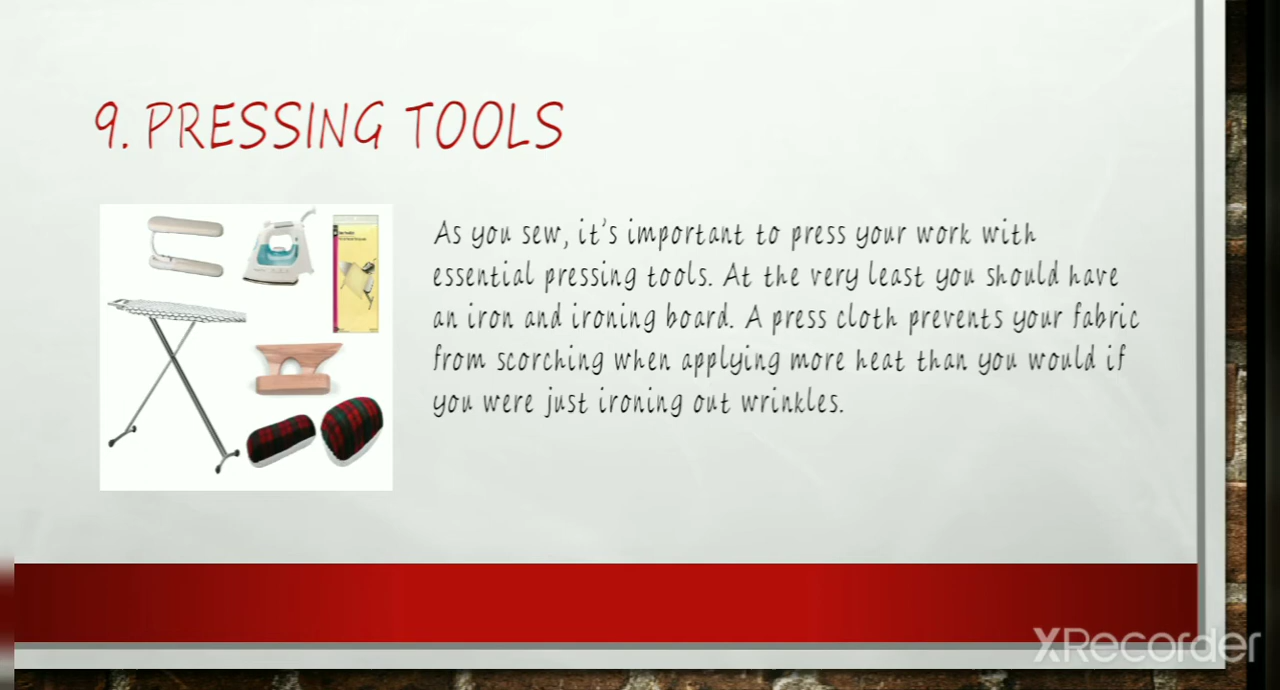 9. PRESSING TOOLS
As you sew, it's important to press your work with
essential pressing tools. At the very least you should have
an iron and ironing board. A press cloth prevents your fabric
from scorching when applying more heat than you would if
you were just ironing out wrinkles.
XRecorder